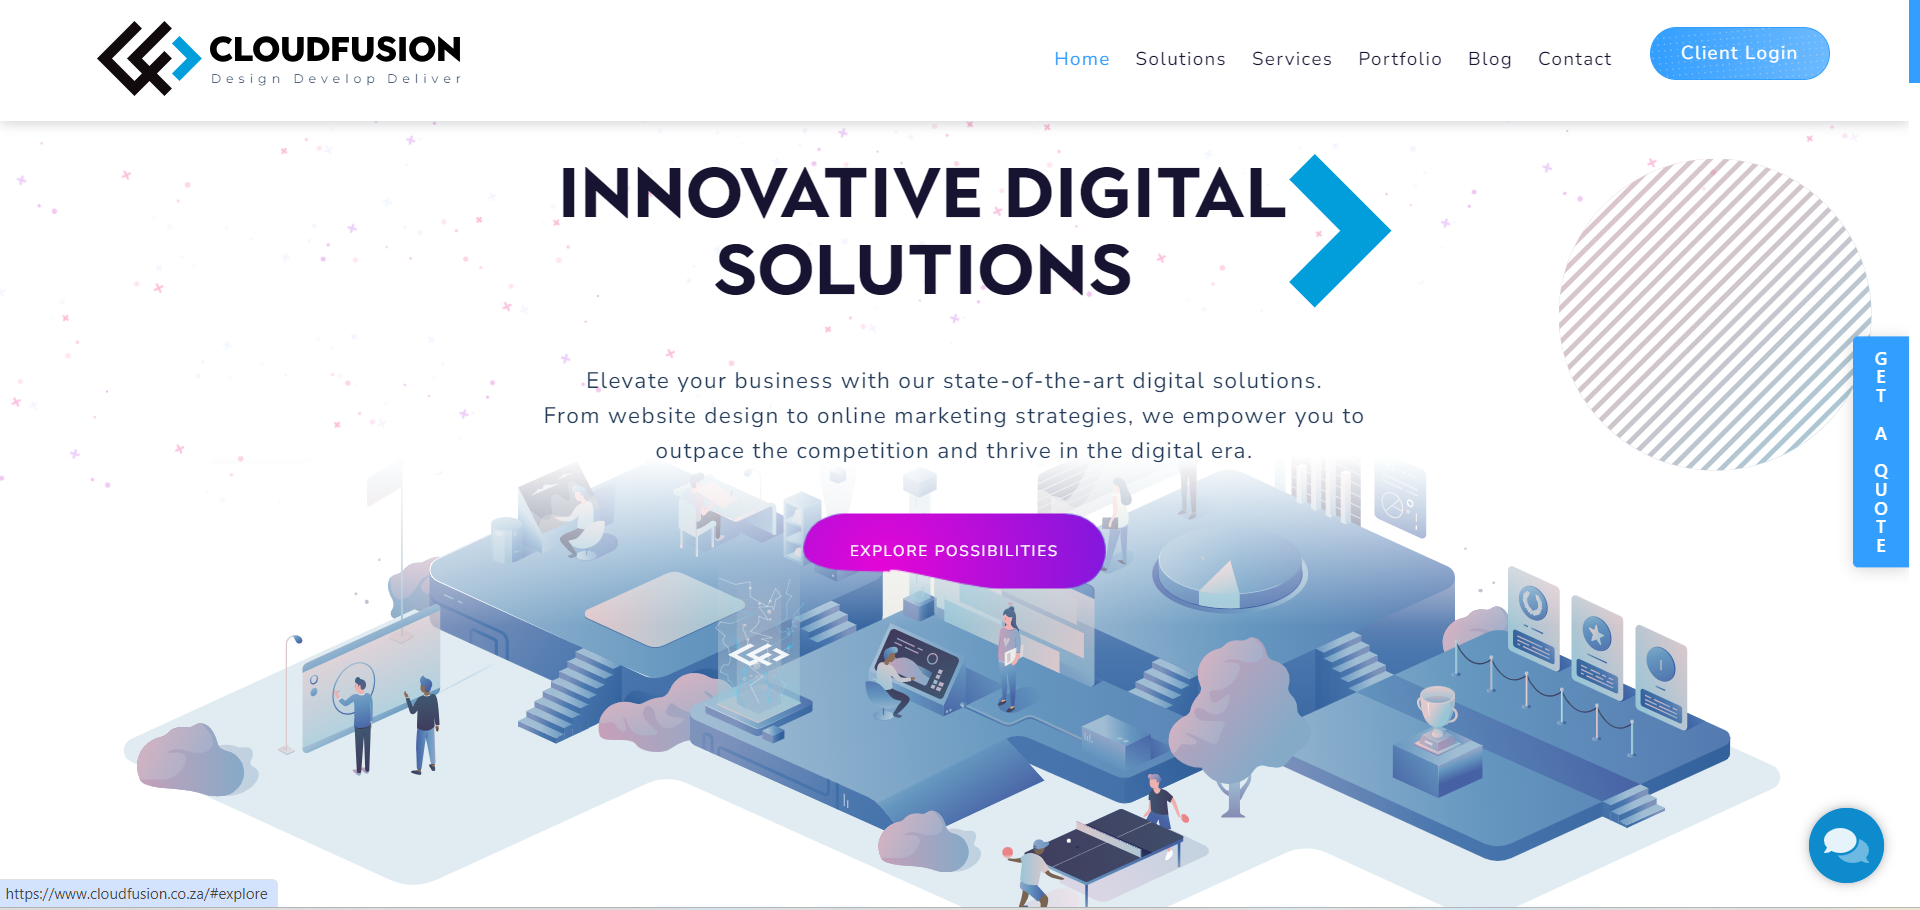 CLOUDFUSION
Design Develop Deliver
Home Solutions Services Portfolio Blog Contact Client Login
INNOVATIVE DIGITAL
SOLUTIONS
Elevate your business with our state-of-the-art digital solutions.
From website design to online marketing strategies, we empower you to
outpace the competition and thrive in the digital era.
EXPLORE POSSIBILITIES
GET A QUOTE
https://www.cloudfusion.co.za/#explore